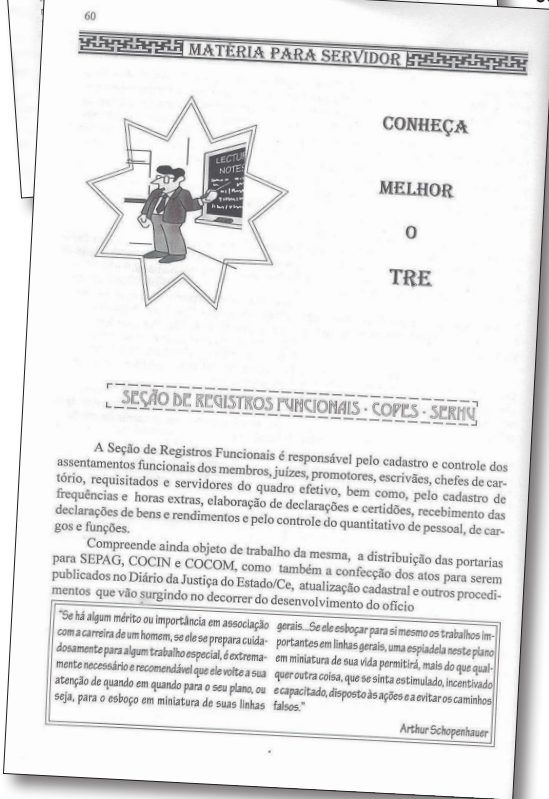 60
MATÉRIA PARA SERVIDOR
LECTU
NOTES
CONHEÇA
MELHOR
O
TRE
SEÇÃO DE REGISTROS FUNCIONAIS - COPES - SERHU
A Seção de Registros Funcionais é responsável pelo cadastro e controle dos
assentamentos funcionais dos membros, juízes, promotores, escrivães, chefes de car-
tório, requisitados e servidores do quadro efetivo, bem como, pelo cadastro de
frequências e horas extras, elaboração de declarações e certidões, recebimento das
declarações de bens e rendimentos e pelo controle do quantitativo de pessoal, de car-
gos e funções.
Compreende ainda objeto de trabalho da mesma, a distribuição das portarias
para SEPAG, COCIN e COCOM, como também a confecção dos atos para serem
publicados no Diário da Justiça do Estado/Ce, atualização cadastral e outros procedi-
mentos que vão surgindo no decorrer do desenvolvimento do ofício
"Se há algum mérito ou importância em associação
com a carreira de um homem, se ele se prepara cuida-
dosamente para algum trabalho especial, é extrema-
mente necessário e recomendável que ele volte a sua
atenção de quando em quando para o seu plano, ou
seja, para o esboço em miniatura de suas linhas
gerais...Se ele esboçar para si mesmo os trabalhos im-
portantes em linhas gerais, uma espiadela neste plano
em miniatura de sua vida permitirá, mais do que qual-
quer outra coisa, que se sinta estimulado, incentivado
e capacitado, disposto às ações e a evitar os caminhos
falsos."
Arthur Schopenhauer